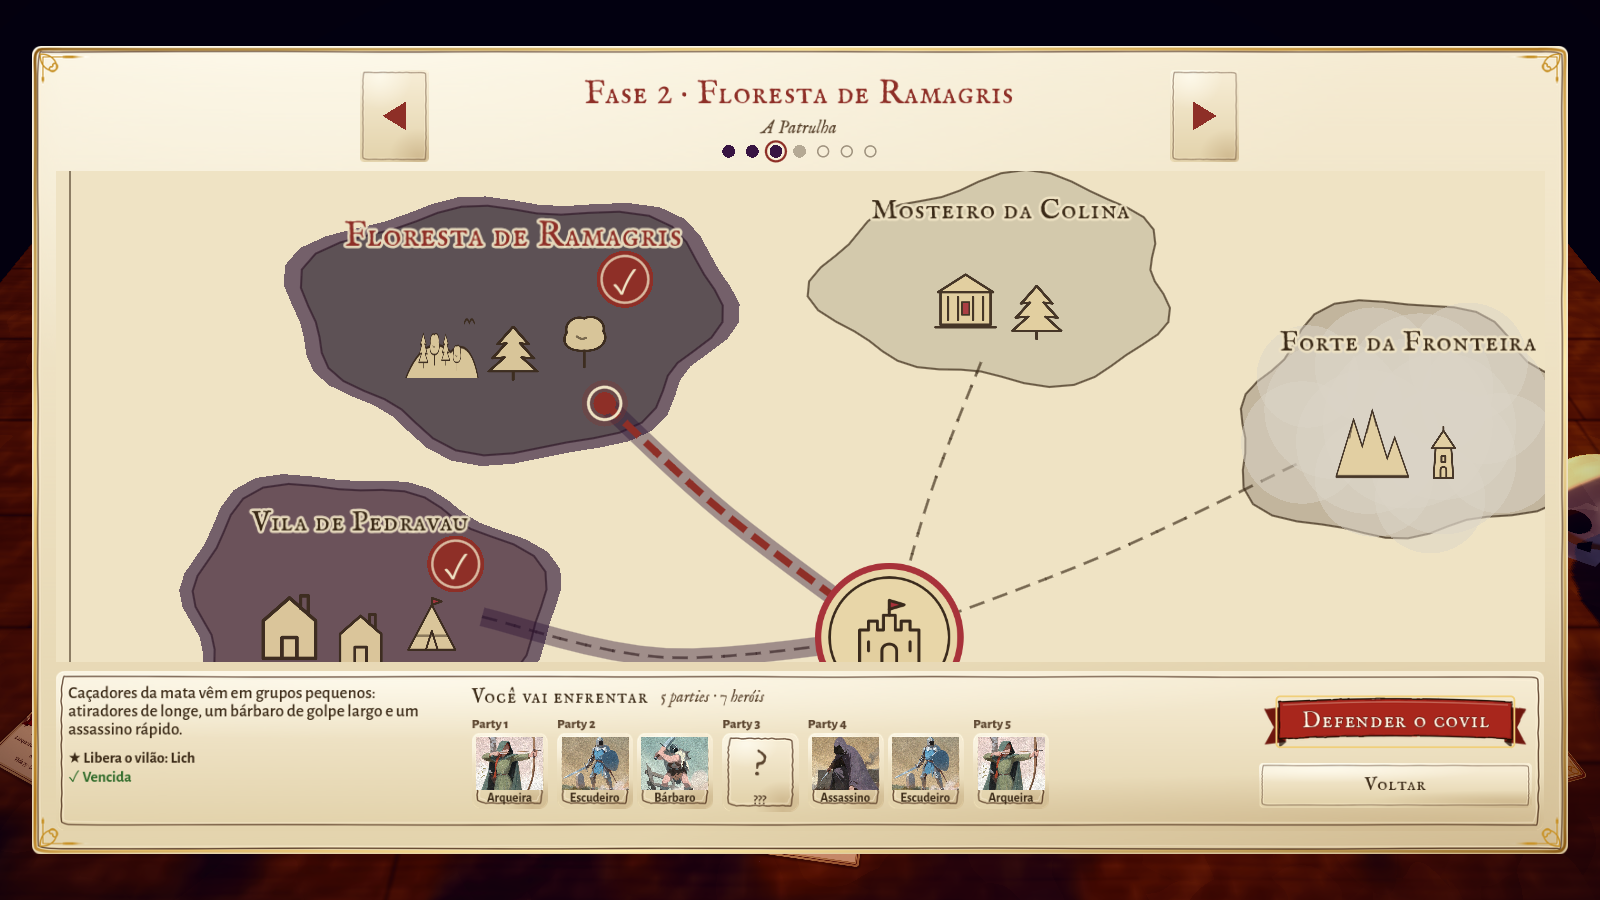 Fase 2 · Floresta de Ramagris
A Patrulha
Mosteiro da Colina
Floresta de Ramagris
Forte da Fronteira
Vila de Pedravau
Caçadores da mata vêm em grupos pequenos:
atiradores de longe, um bárbaro de golpe largo e um
assassino rápido.
★ Libera o vilão: Lich
✓ Vencida
Você vai enfrentar 5 parties · 7 heróis
Party 1 Party 2 Party 3 Party 4 Party 5
?
Arqueira Escudeiro Bárbaro ??? Assassino Escudeiro Arqueira
Defender o covil
Voltar